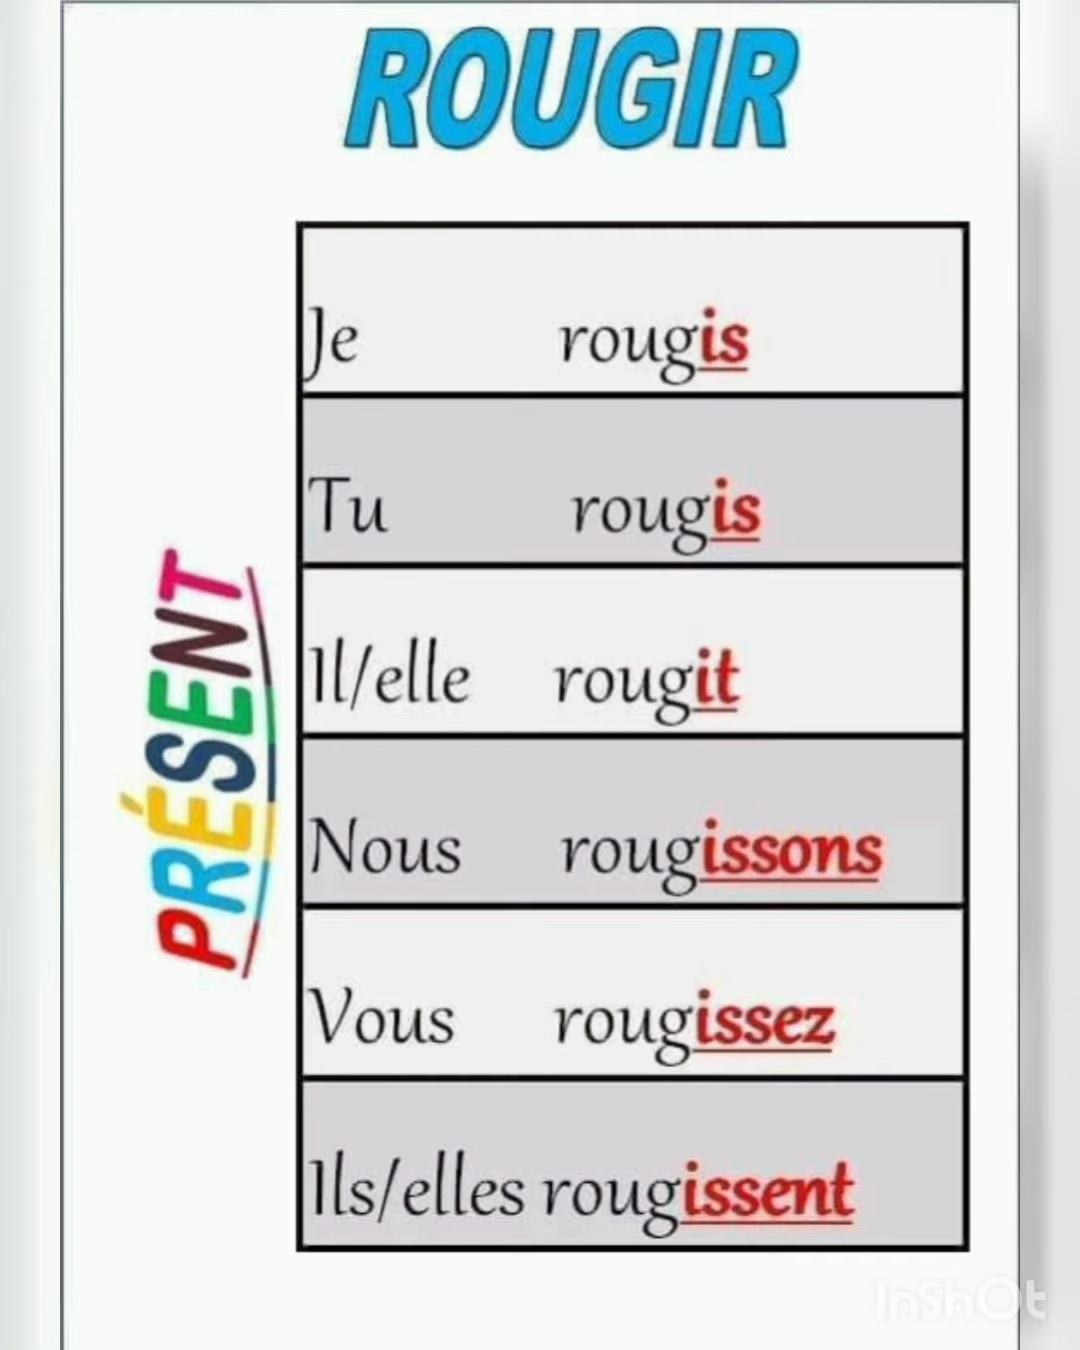 ROUGIR
PRÉSENT
Je rougis
Tu rougis
Il/elle rougit
Nous rougissons
Vous rougissez
Ils/elles rougissent
InShOt